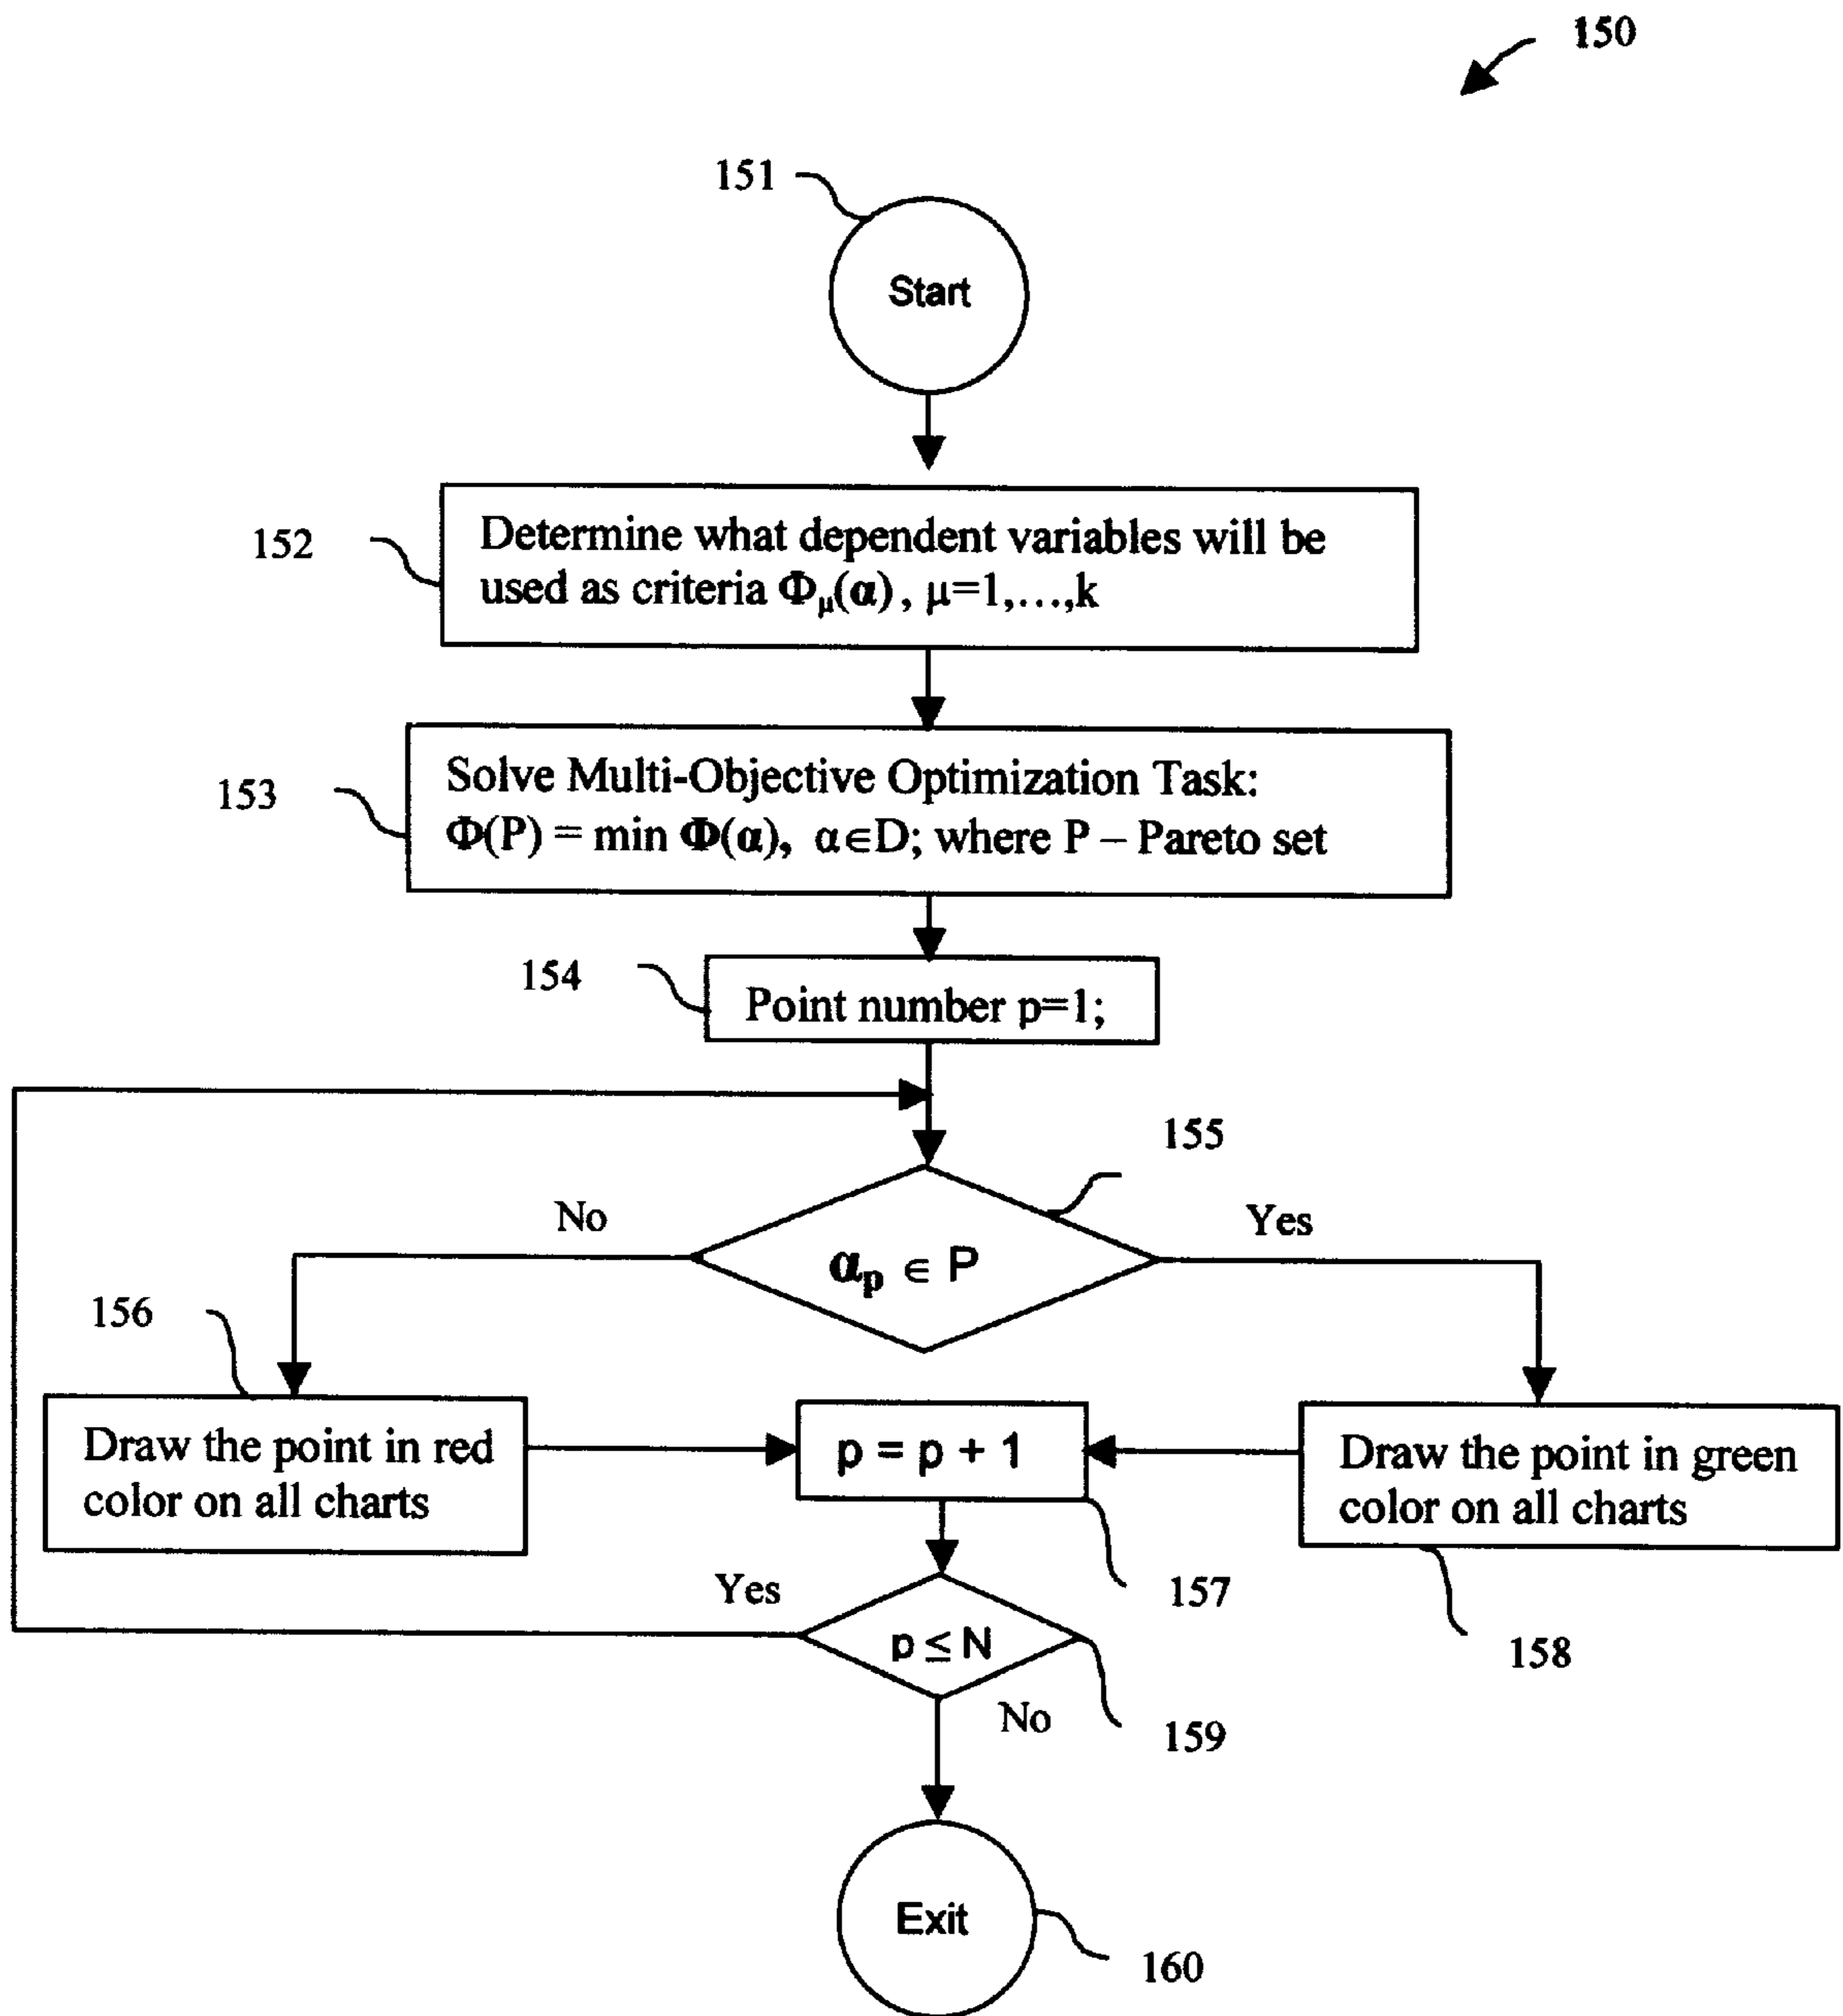 150
151
Start
152
Determine what dependent variables will be
used as criteria Φμ(α), μ=1,…,k
153
Solve Multi-Objective Optimization Task:
Φ(P) = min Φ(α), α∈D; where P – Pareto set
154
Point number p=1;
155
No
Yes
αp ∈ P
156
Draw the point in red
color on all charts
p = p + 1
Draw the point in green
color on all charts
Yes
157
p ≤ N
158
No
159
Exit
160